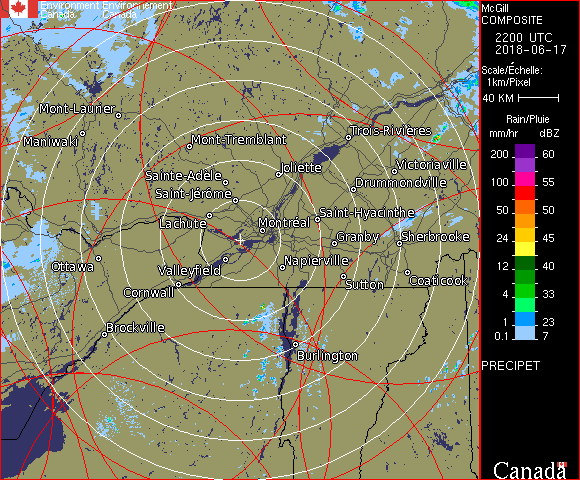 Environment Environnement
Canada Canada
Mont-Laurier
Maniwaki
Mont-Tremblant
Trois-Rivières
Joliette
Victoriaville
Sainte-Adèle
Drummondville
Saint-Jérôme
Lachute
Saint-Hyacinthe
Montréal
Granby
Sherbrooke
Ottawa
Valleyfield
Napierville
Cornwall
Sutton
Coaticook
Brockville
Burlington
McGill
COMPOSITE
2200 UTC
2018-06-17
Scale/Échelle:
1km/Pixel
40 KM
Rain/Pluie
mm/hr dBZ
200 60
100 55
50 50
24 45
12 40
4 33
1 23
0.1 7
PRECIPET
Canada